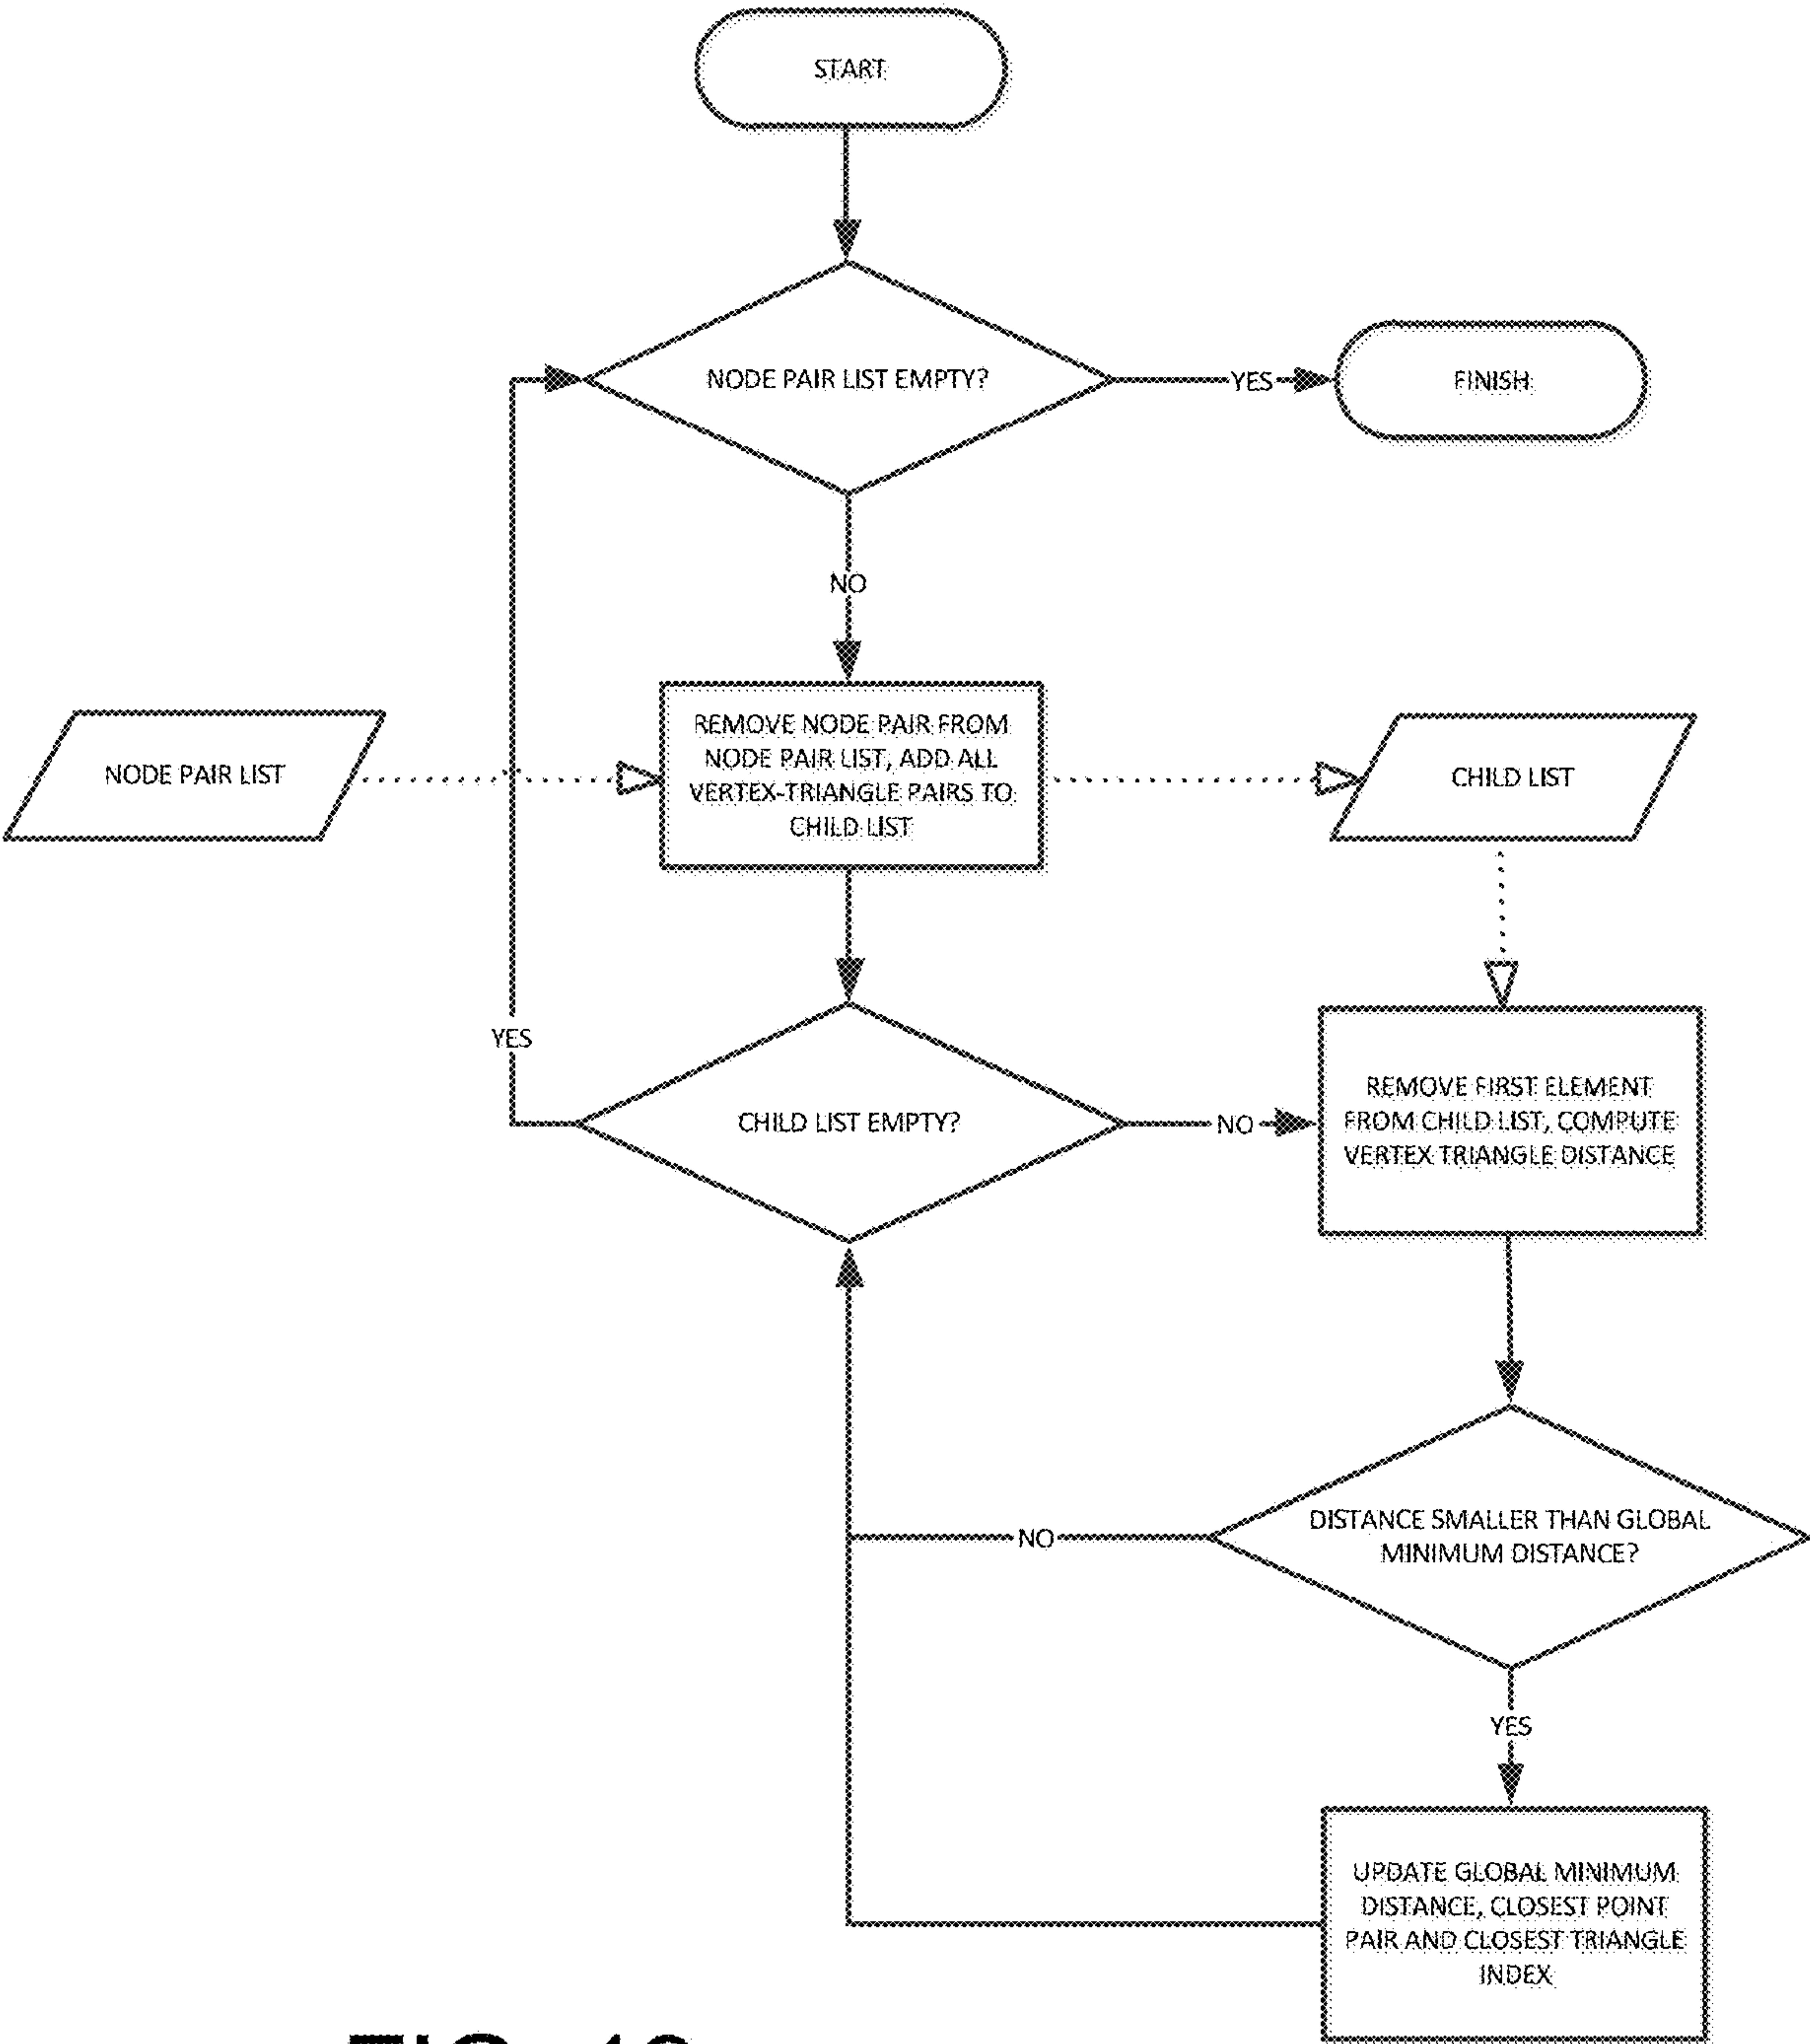 START
NODE PAIR LIST EMPTY?
YES
FINISH
NO
NODE PAIR LIST
REMOVE NODE PAIR FROM
NODE PAIR LIST, ADD ALL
VERTEX-TRIANGLE PAIRS TO
CHILD LIST
CHILD LIST
YES
CHILD LIST EMPTY?
NO
REMOVE FIRST ELEMENT
FROM CHILD LIST, COMPUTE
VERTEX TRIANGLE DISTANCE
NO
DISTANCE SMALLER THAN GLOBAL
MINIMUM DISTANCE?
YES
UPDATE GLOBAL MINIMUM
DISTANCE, CLOSEST POINT
PAIR AND CLOSEST TRIANGLE
INDEX